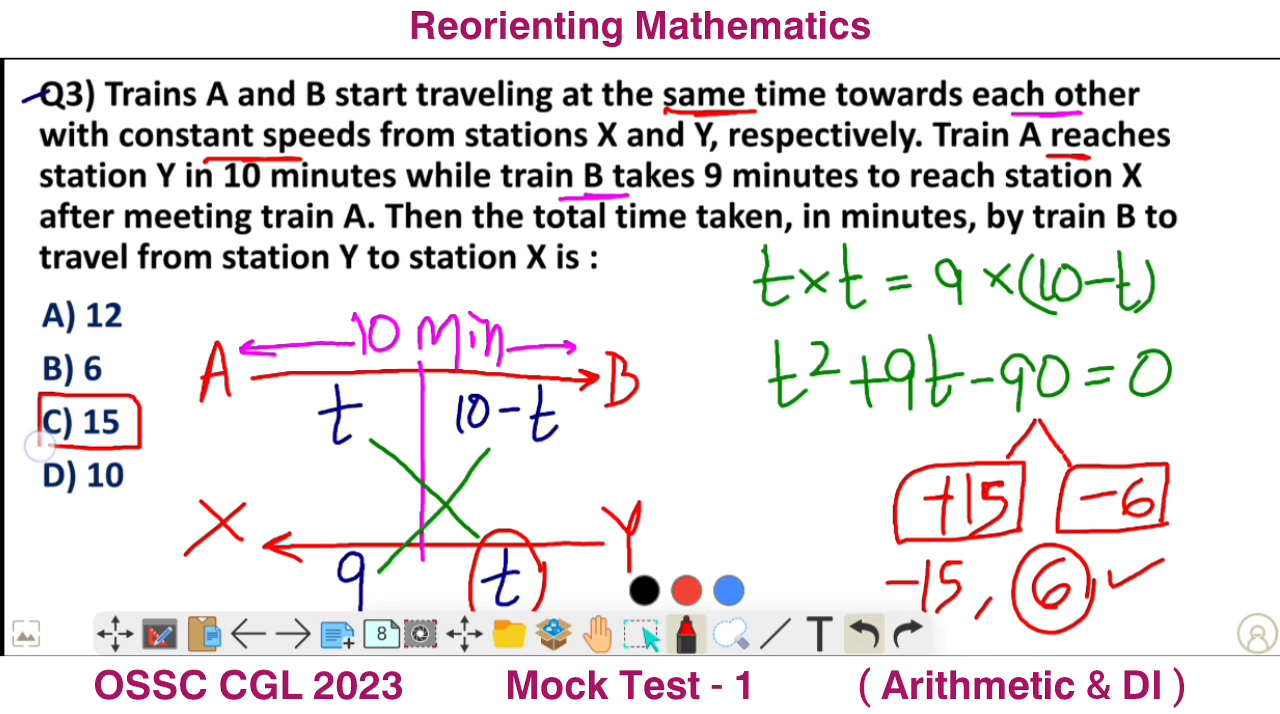 Reorienting Mathematics
Q3) Trains A and B start traveling at the same time towards each other
with constant speeds from stations X and Y, respectively. Train A reaches
station Y in 10 minutes while train B takes 9 minutes to reach station X
after meeting train A. Then the total time taken, in minutes, by train B to
travel from station Y to station X is :
A) 12
B) 6
C) 15
D) 10
10 Min
A B
t 10-t
X Y
9 t
t×t = 9 ×(10-t)
t²+9t-90=0
+15 -6
-15, 6, ✓
8
T
OSSC CGL 2023 Mock Test - 1 ( Arithmetic & DI )